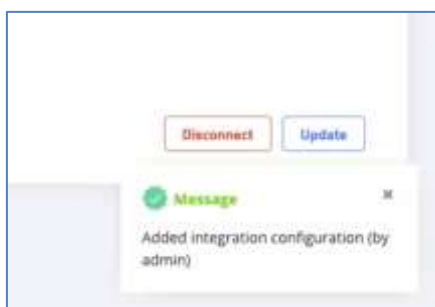 Disconnect Update
Message
Added integration configuration (by
admin)